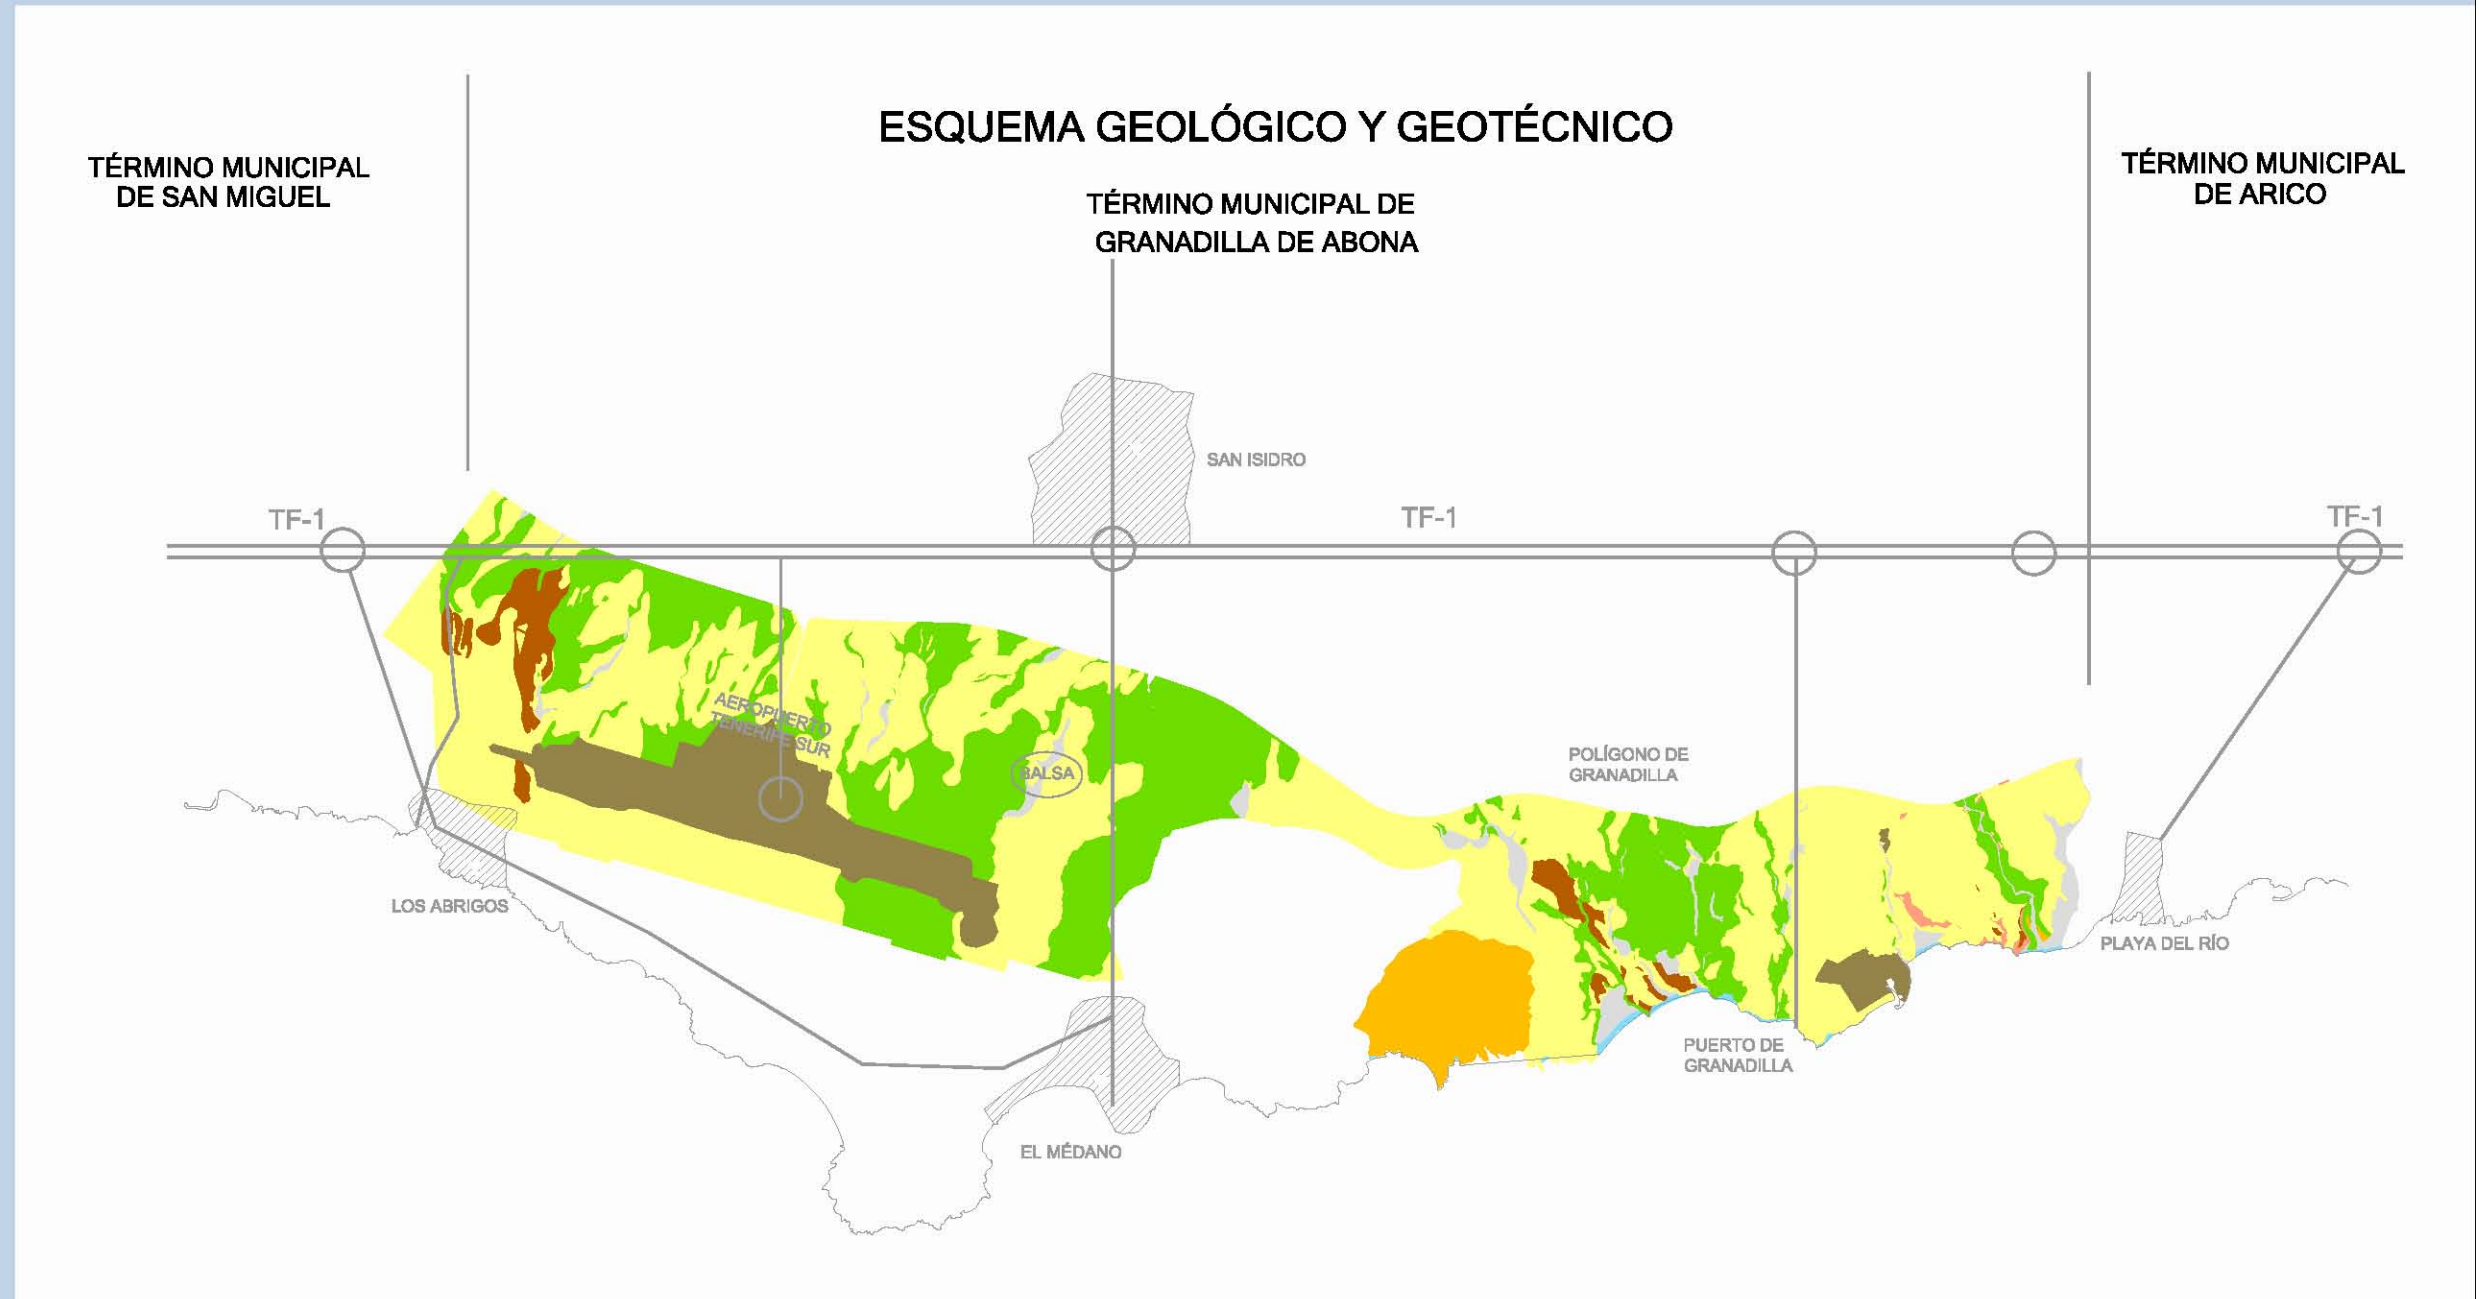 ESQUEMA GEOLÓGICO Y GEOTÉCNICO
TÉRMINO MUNICIPAL
DE SAN MIGUEL
TÉRMINO MUNICIPAL DE
GRANADILLA DE ABONA
TÉRMINO MUNICIPAL
DE ARICO
SAN ISIDRO
TF-1
TF-1
TF-1
AEROPUERTO
TENERIFE SUR
BALSA
POLÍGONO DE
GRANADILLA
LOS ABRIGOS
PLAYA DEL RÍO
PUERTO DE
GRANADILLA
EL MÉDANO